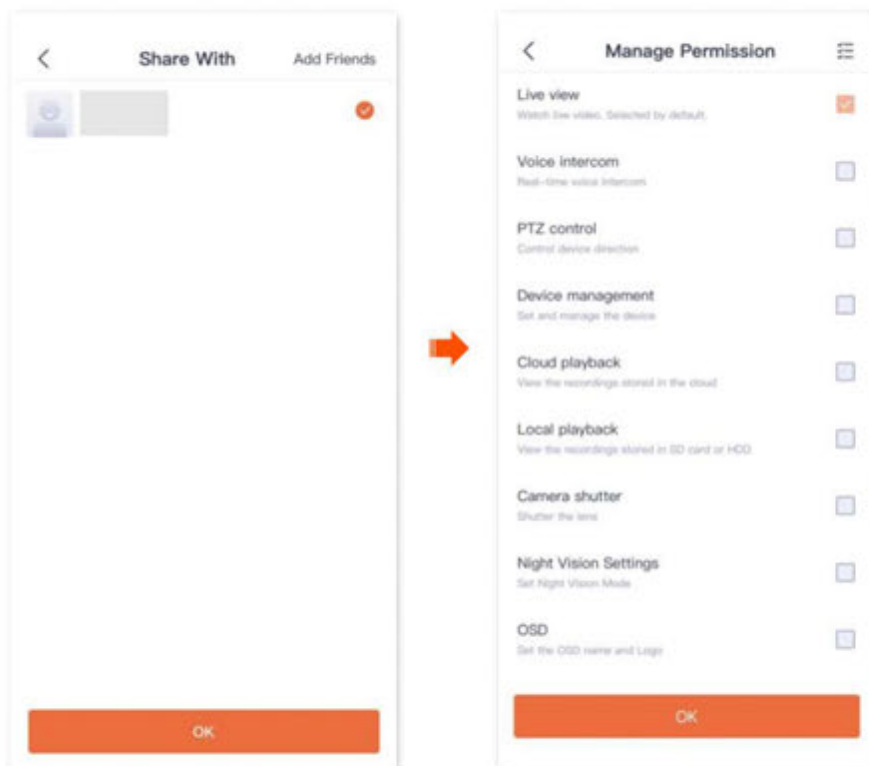 Share With
Add Friends
OK
Manage Permission
Live view
Watch live video. Selected by default.
Voice intercom
Real-time voice intercom
PTZ control
Control device direction
Device management
Set and manage the device
Cloud playback
View the recordings stored in the cloud
Local playback
View the recordings stored in SD card or HDD
Camera shutter
Shutter the lens
Night Vision Settings
Set Night Vision Mode
OSD
Set the OSD name and Logo
OK